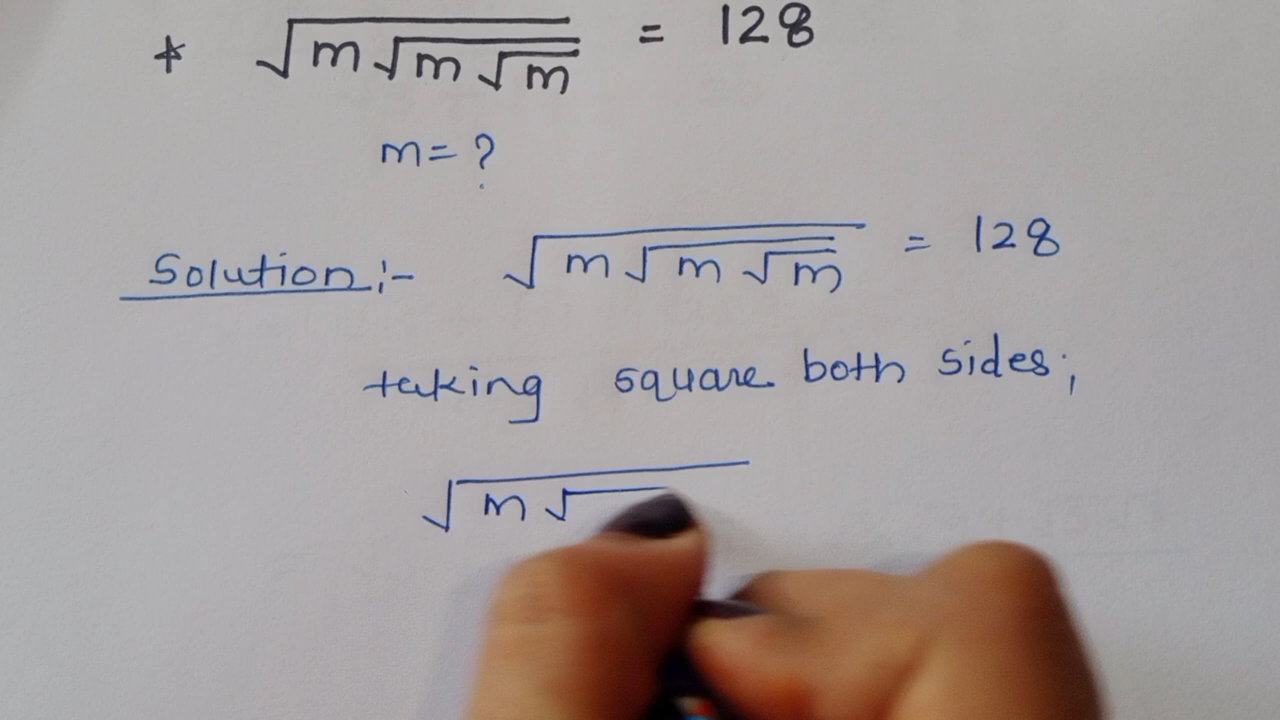 * √(m√(m√m)) = 128
m = ?
Solution :- √(m√(m√m)) = 128
taking square both sides;
√(m√